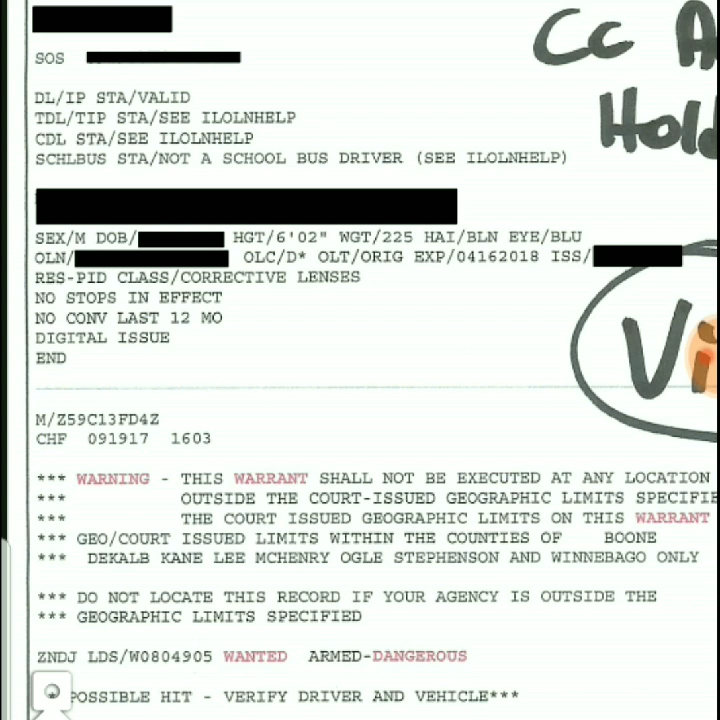 Cc A
SOS
Hold
DL/IP STA/VALID
TDL/TIP STA/SEE ILOLNHELP
CDL STA/SEE ILOLNHELP
SCHLBUS STA/NOT A SCHOOL BUS DRIVER (SEE ILOLNHELP)
SEX/M DOB/ HGT/6'02" WGT/225 HAI/BLN EYE/BLU
OLN/ OLC/D* OLT/ORIG EXP/04162018 ISS/
RES-PID CLASS/CORRECTIVE LENSES
NO STOPS IN EFFECT
NO CONV LAST 12 MO
DIGITAL ISSUE
END
Vi
M/Z59C13FD4Z
CHF 091917 1603
*** WARNING - THIS WARRANT SHALL NOT BE EXECUTED AT ANY LOCATION
*** OUTSIDE THE COURT-ISSUED GEOGRAPHIC LIMITS SPECIFIE
*** THE COURT ISSUED GEOGRAPHIC LIMITS ON THIS WARRANT
*** GEO/COURT ISSUED LIMITS WITHIN THE COUNTIES OF BOONE
*** DEKALB KANE LEE MCHENRY OGLE STEPHENSON AND WINNEBAGO ONLY
*** DO NOT LOCATE THIS RECORD IF YOUR AGENCY IS OUTSIDE THE
*** GEOGRAPHIC LIMITS SPECIFIED
ZNDJ LDS/W0804905 WANTED ARMED-DANGEROUS
POSSIBLE HIT - VERIFY DRIVER AND VEHICLE***